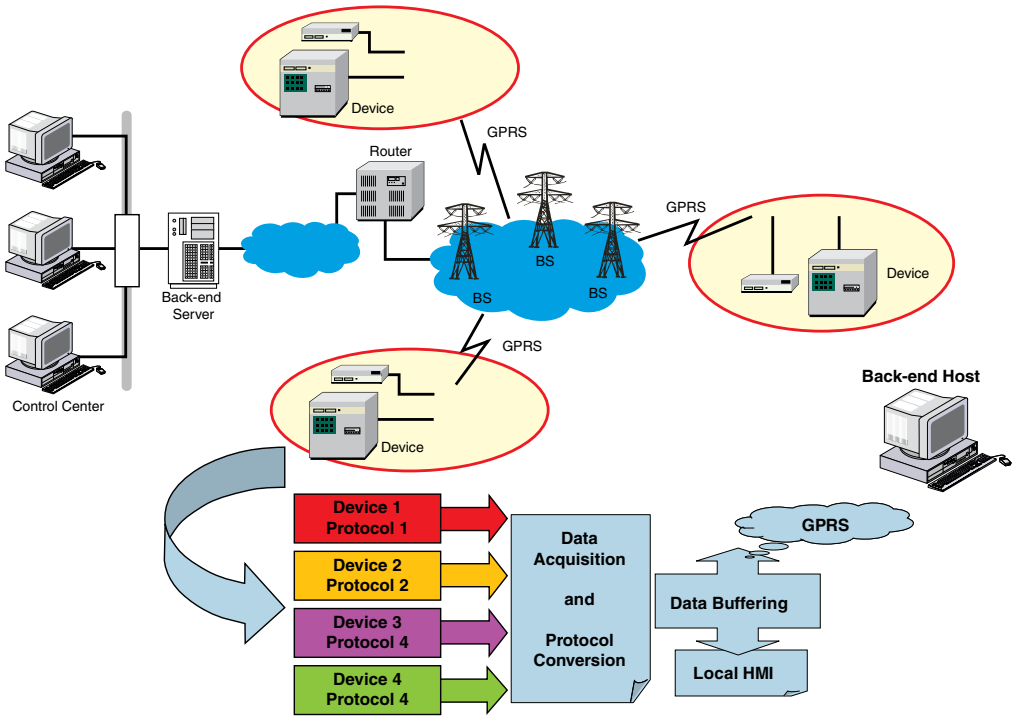 Device
GPRS
Router
GPRS
Device
BS
BS
BS
Back-end
Server
GPRS
Control Center
Device
Back-end Host
Device 1
Protocol 1
Device 2
Protocol 2
Device 3
Protocol 4
Device 4
Protocol 4
Data
Acquisition
and
Protocol
Conversion
GPRS
Data Buffering
Local HMI